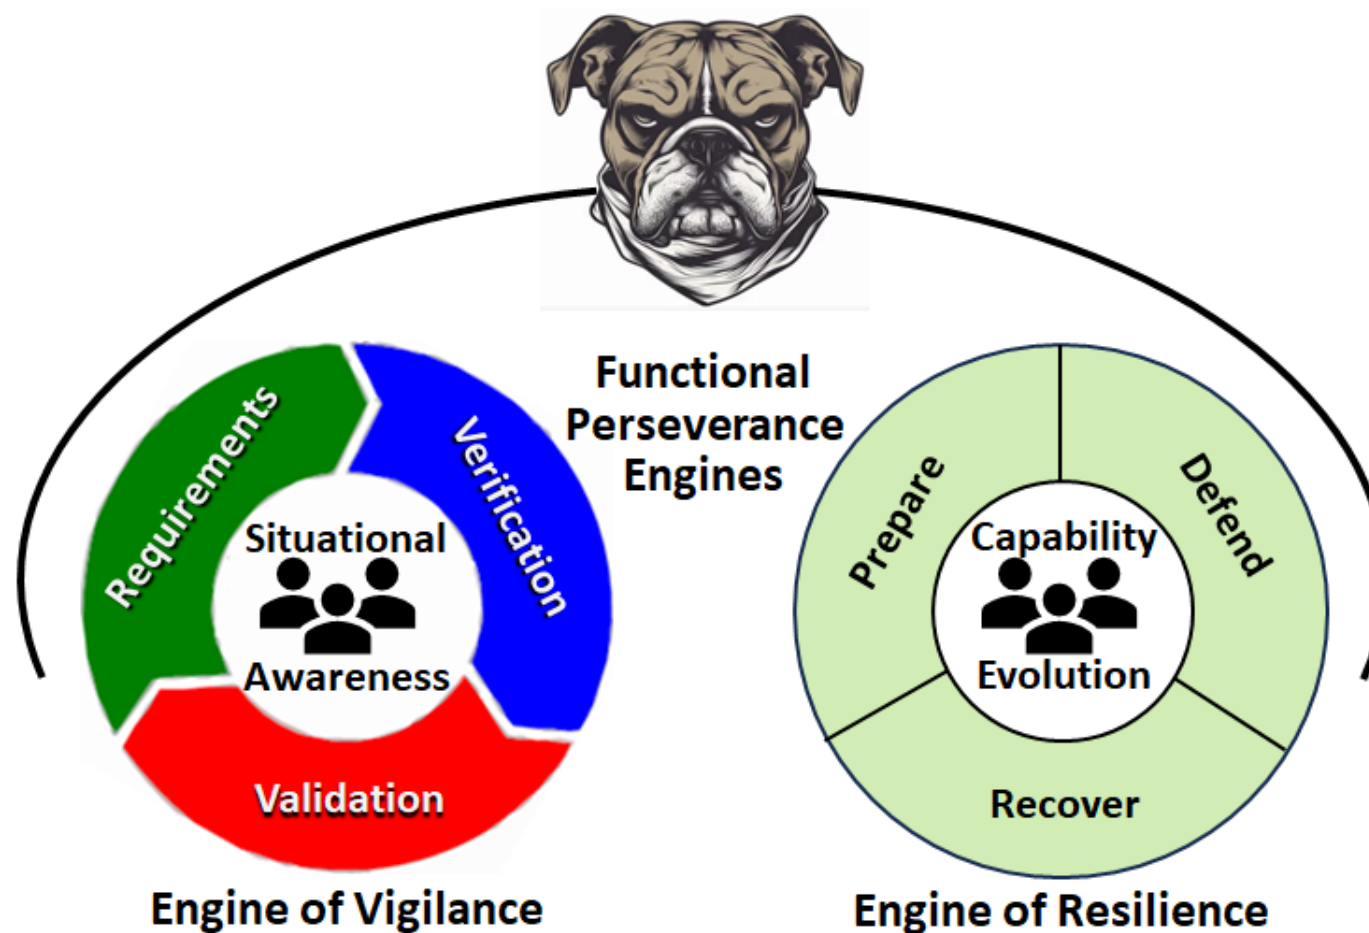 Functional
Perseverance
Engines
Requirements
Verification
Validation
Situational
Awareness
Engine of Vigilance
Prepare
Defend
Recover
Capability
Evolution
Engine of Resilience